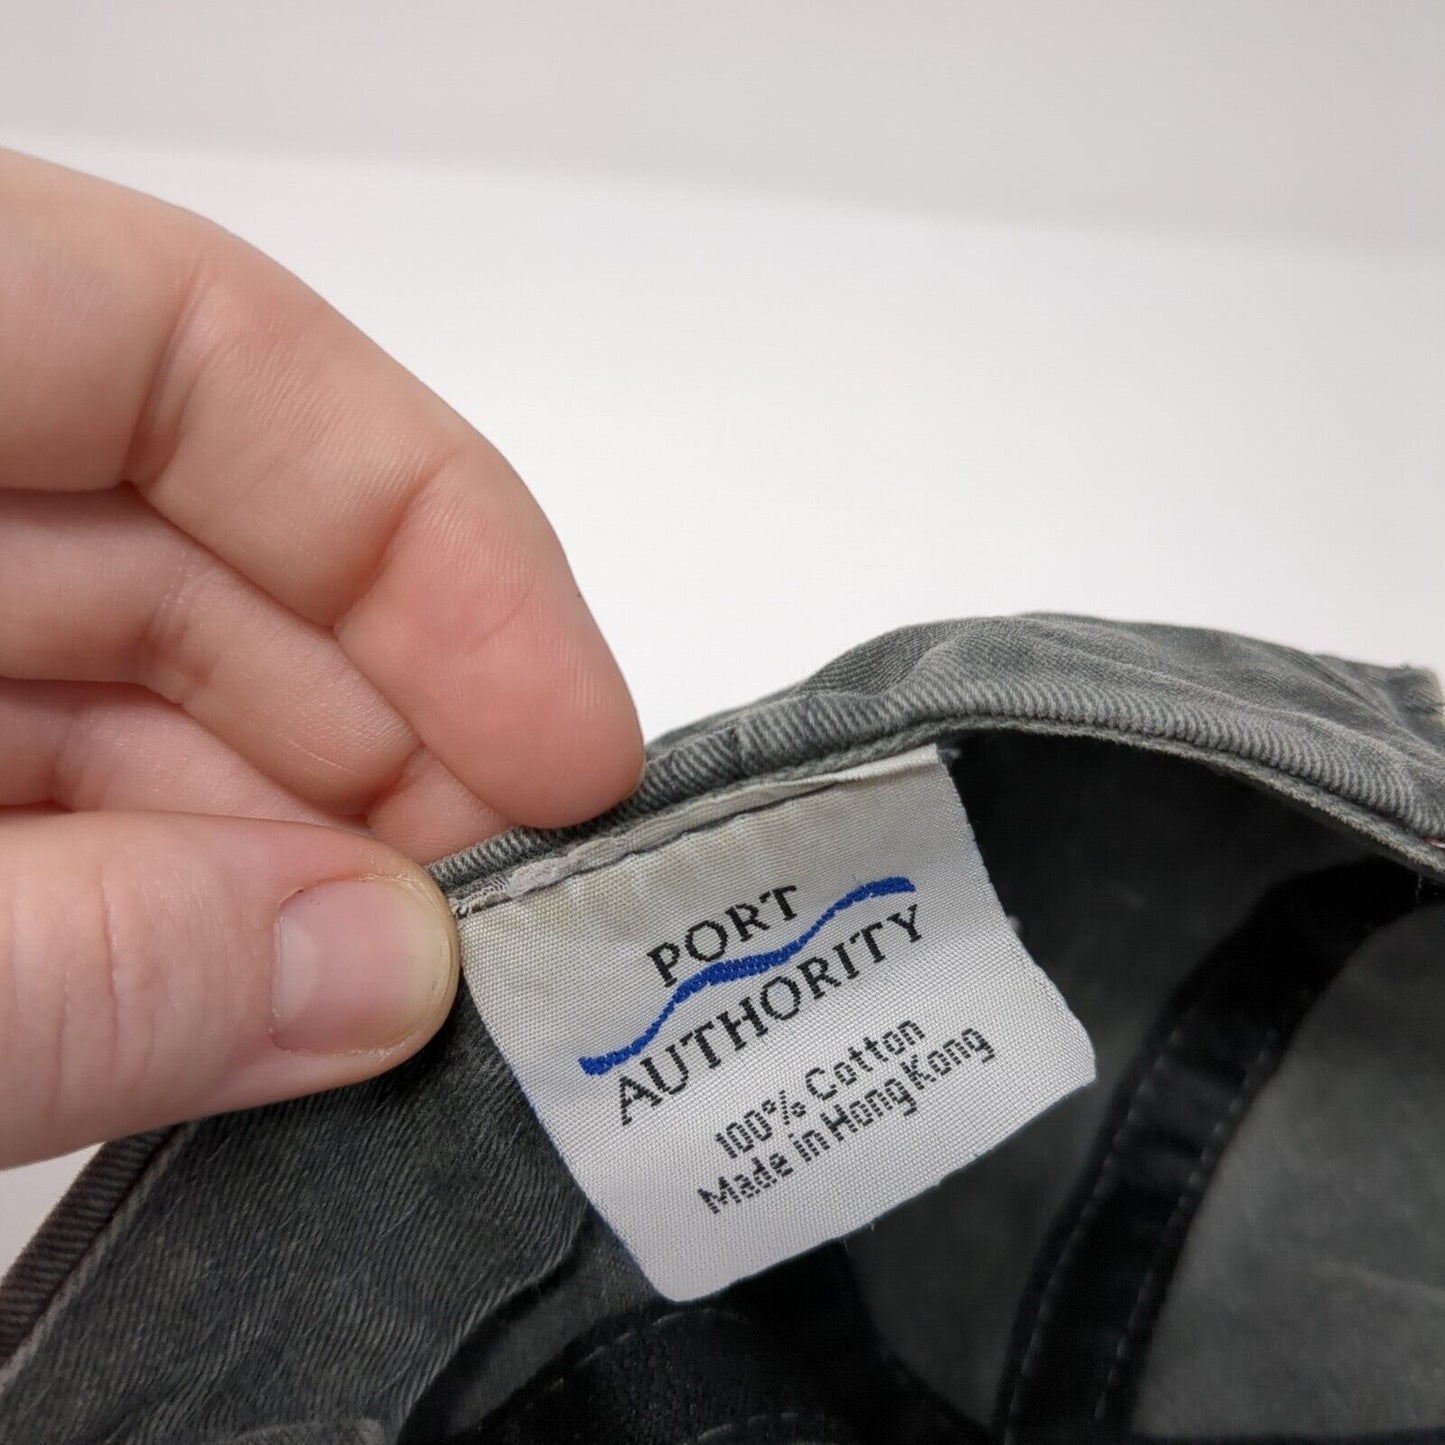 PORT
AUTHORITY
100% Cotton
Made in Hong Kong